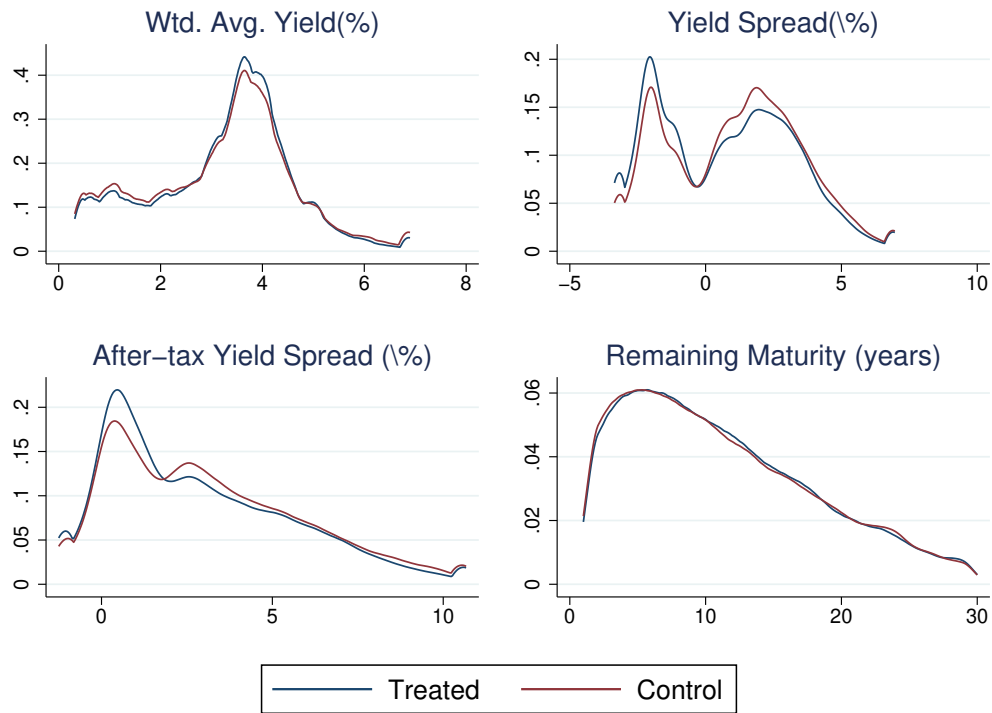 Wtd. Avg. Yield(%)
0 .1 .2 .3 .4
0 2 4 6 8
Yield Spread(\%)
0 .05 .1 .15 .2
−5 0 5 10
After−tax Yield Spread (\%)
0 .05 .1 .15 .2
0 5 10
Remaining Maturity (years)
0 .02 .04 .06
0 10 20 30
Treated Control